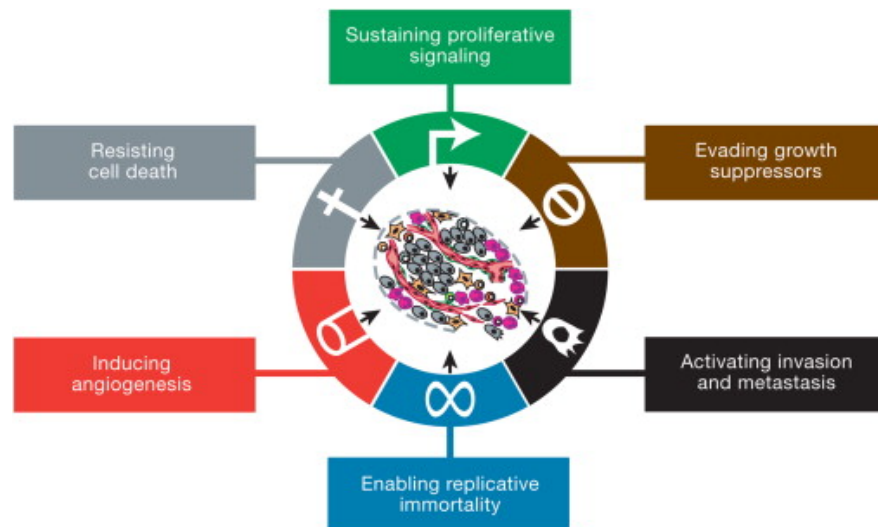 Sustaining proliferative
signaling
Resisting
cell death
Evading growth
suppressors
Inducing
angiogenesis
Activating invasion
and metastasis
Enabling replicative
immortality